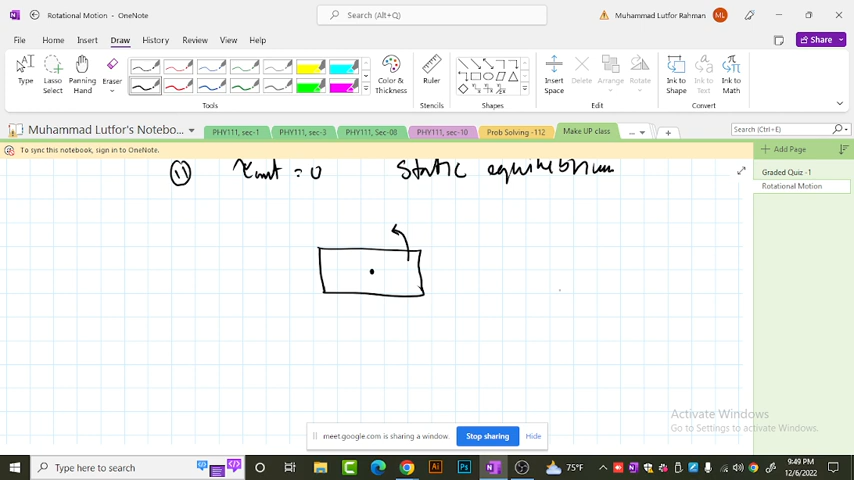 Rotational Motion - OneNote
Search (Alt+Q)
Muhammad Lutfor Rahman
ML
File Home Insert Draw History Review View Help
Share
Type
Lasso Select
Panning Hand
Eraser
Color & Thickness
Ruler
Insert Space
Delete
Arrange
Rotate
Ink to Shape
Ink to Text
Ink to Math
Tools
Stencils
Shapes
Edit
Convert
Muhammad Lutfor's Notebo...
PHY111, sec-1
PHY111, sec-3
PHY111, Sec-08
PHY111, sec-10
Prob Solving -112
Make UP class
Search (Ctrl+E)
To sync this notebook, sign in to OneNote.
Add Page
Graded Quiz -1
Rotational Motion
= 0 static equilibrium
Activate Windows
Go to Settings to activate Windows.
meet.google.com is sharing a window.
Stop sharing
Hide
Type here to search
Ai
Ps
75°F
9:49 PM
12/6/2022